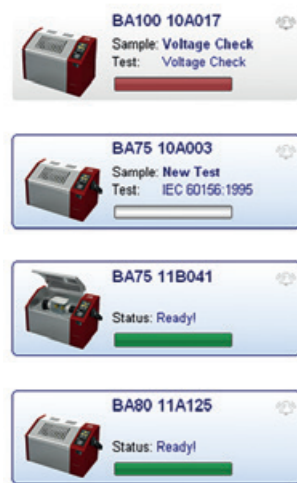 BA100 10A017
Sample: Voltage Check
Test: Voltage Check
BA75 10A003
Sample: New Test
Test: IEC 60156:1995
BA75 11B041
Status: Ready!
BA80 11A125
Status: Ready!